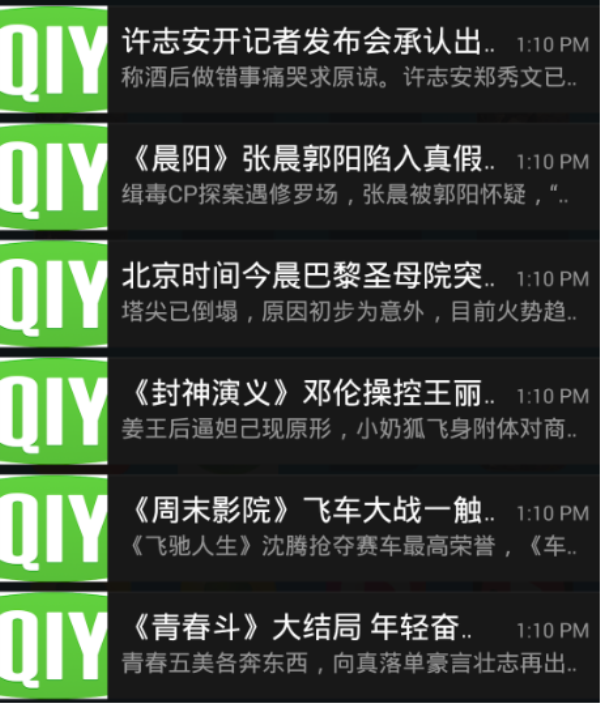 QIY
许志安开记者发布会承认出.. 1:10 PM
称酒后做错事痛哭求原谅。许志安郑秀文已..
QIY
《晨阳》张晨郭阳陷入真假.. 1:10 PM
缉毒CP探案遇修罗场，张晨被郭阳怀疑，“..
QIY
北京时间今晨巴黎圣母院突.. 1:10 PM
塔尖已倒塌，原因初步为意外，目前火势趋..
QIY
《封神演义》邓伦操控王丽.. 1:10 PM
姜王后逼妲己现原形，小奶狐飞身附体对商..
QIY
《周末影院》飞车大战一触.. 1:10 PM
《飞驰人生》沈腾抢夺赛车最高荣誉，《车..
QIY
《青春斗》大结局 年轻奋.. 1:10 PM
青春五美各奔东西，向真落单豪言壮志再出..